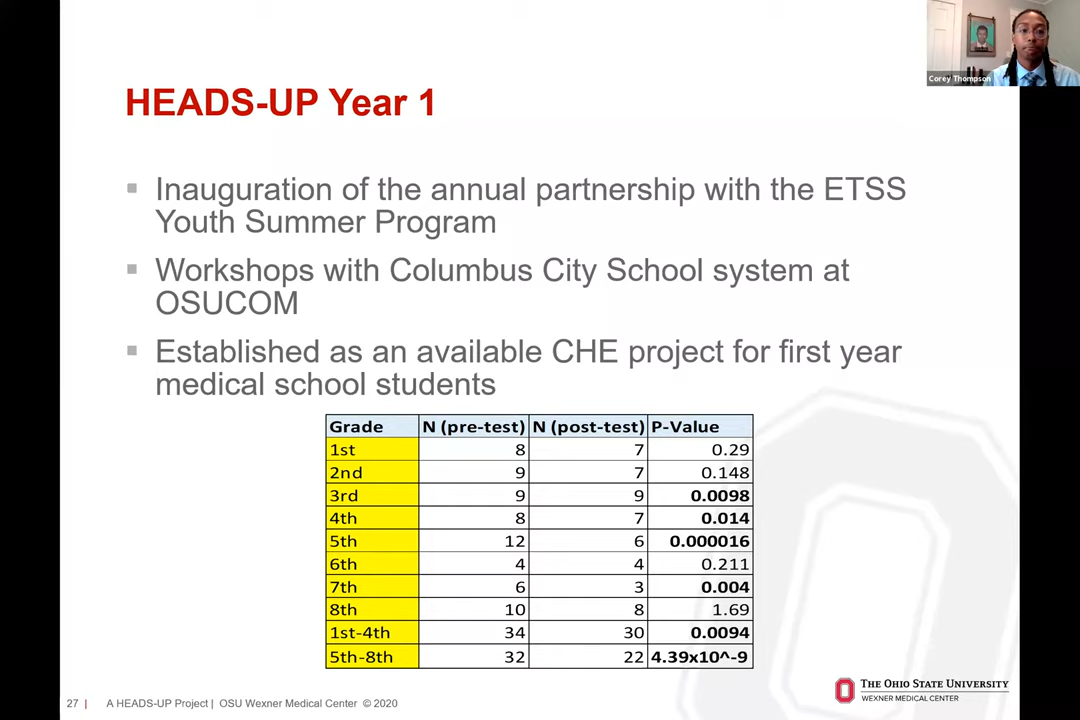 Corey Thompson
HEADS-UP Year 1
▪ Inauguration of the annual partnership with the ETSS
Youth Summer Program
▪ Workshops with Columbus City School system at
OSUCOM
▪ Established as an available CHE project for first year
medical school students
Grade N (pre-test) N (post-test) P-Value
1st 8 7 0.29
2nd 9 7 0.148
3rd 9 9 0.0098
4th 8 7 0.014
5th 12 6 0.000016
6th 4 4 0.211
7th 6 3 0.004
8th 10 8 1.69
1st-4th 34 30 0.0094
5th-8th 32 22 4.39x10^-9
27 | A HEADS-UP Project | OSU Wexner Medical Center © 2020
THE OHIO STATE UNIVERSITY
WEXNER MEDICAL CENTER